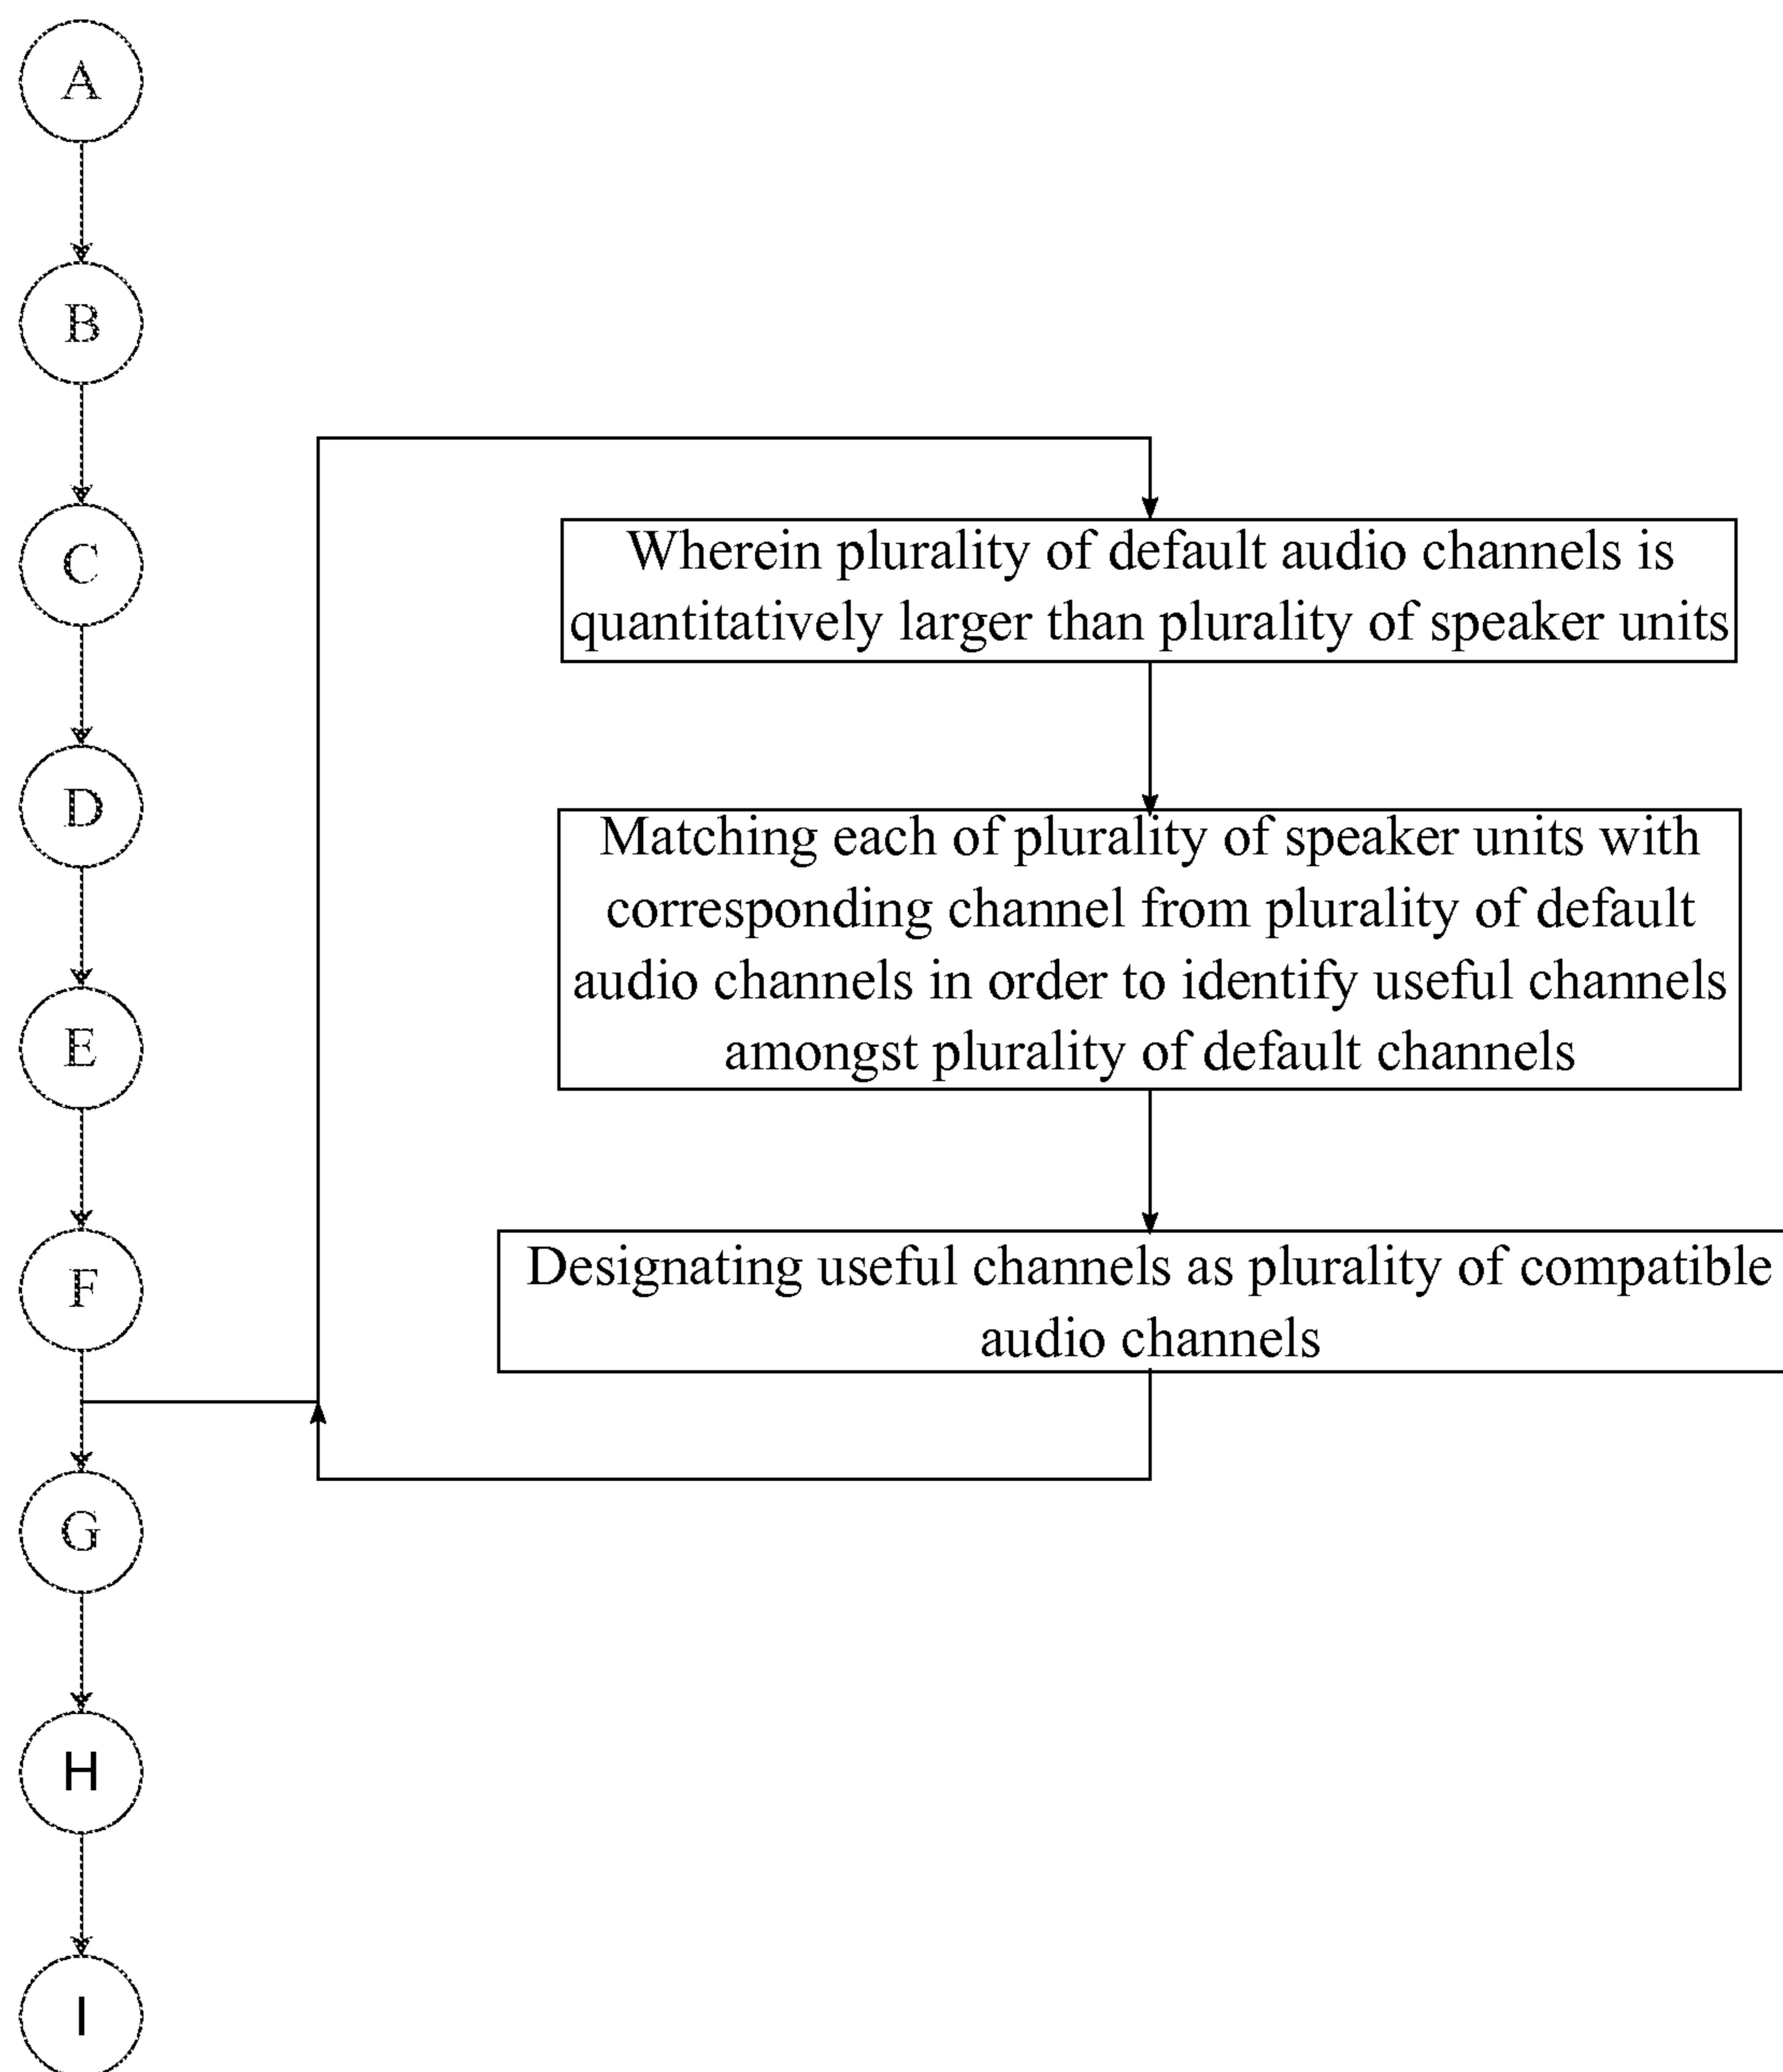 A
B
C
D
E
F
G
H
I
Wherein plurality of default audio channels is
quantitatively larger than plurality of speaker units
Matching each of plurality of speaker units with
corresponding channel from plurality of default
audio channels in order to identify useful channels
amongst plurality of default channels
Designating useful channels as plurality of compatible
audio channels